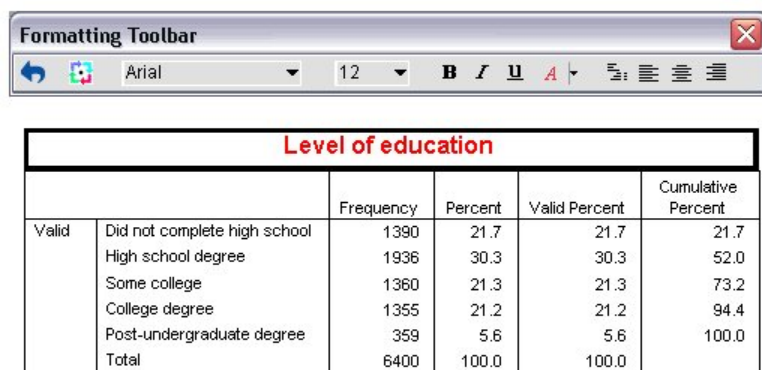 Formatting Toolbar
Arial 12 B I U A
Level of education
Frequency Percent Valid Percent Cumulative Percent
Valid Did not complete high school 1390 21.7 21.7 21.7
High school degree 1936 30.3 30.3 52.0
Some college 1360 21.3 21.3 73.2
College degree 1355 21.2 21.2 94.4
Post-undergraduate degree 359 5.6 5.6 100.0
Total 6400 100.0 100.0